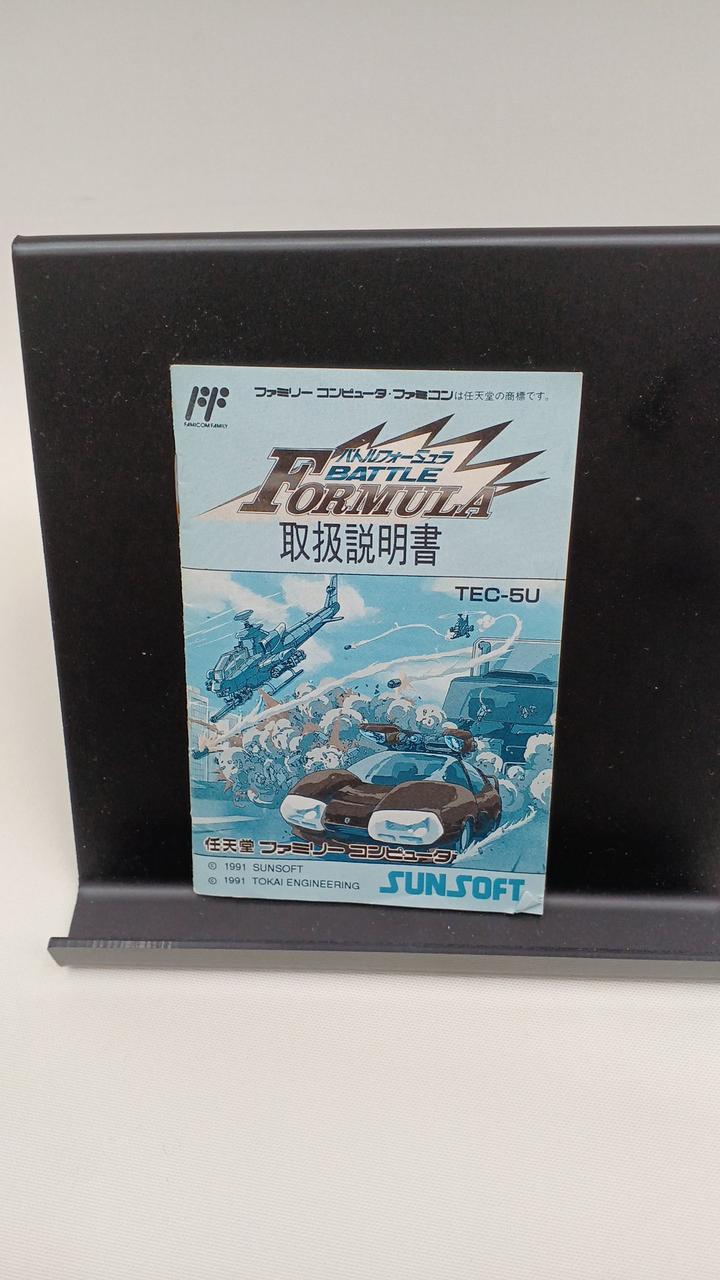 ファミリー コンピュータ・ファミコンは任天堂の商標です。
FF
FAMICOM FAMILY
バトルフォーミュラ
BATTLE
FORMULA
取扱説明書
TEC-5U
任天堂 ファミリー コンピュータ
© 1991 SUNSOFT
© 1991 TOKAI ENGINEERING
SUNSOFT